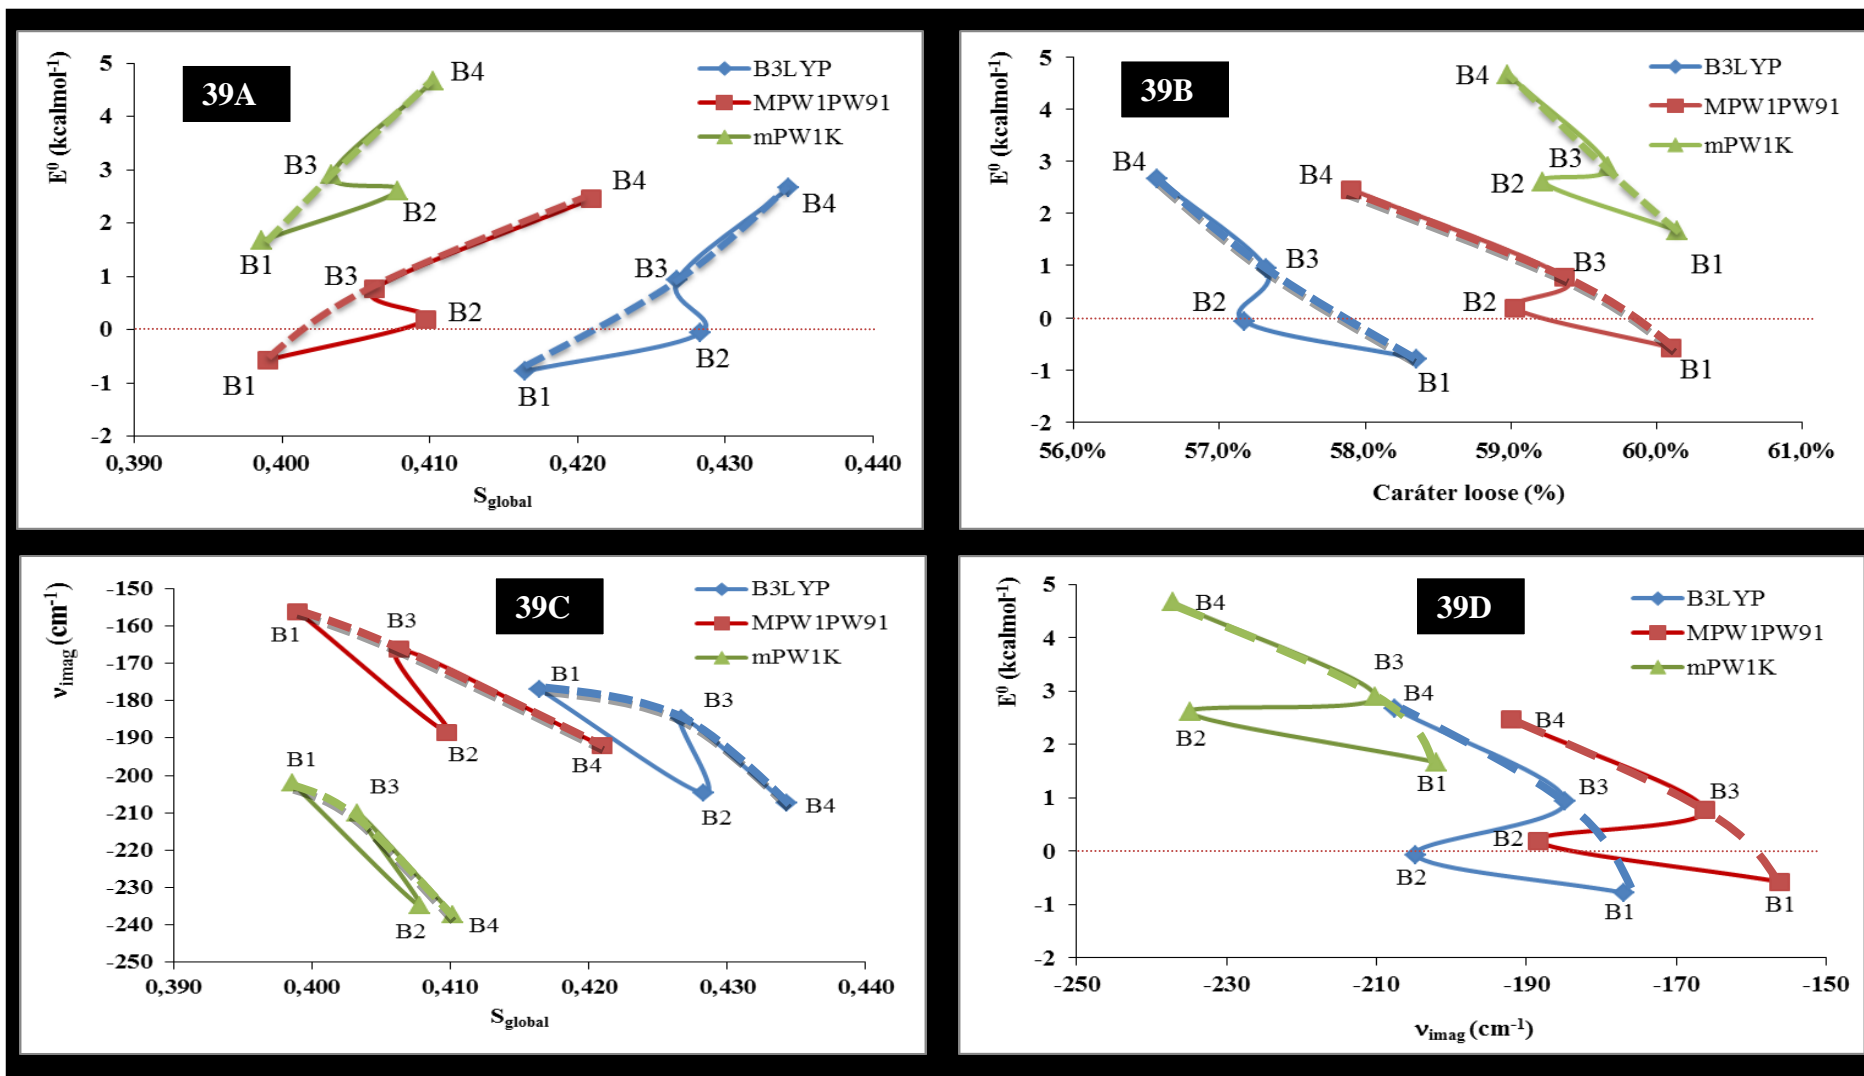 39A
E⁰ (kcalmol⁻¹)
B3LYP
MPW1PW91
mPW1K
5
4
3
2
1
0
-1
-2
B4
B3
B2
B1
B4
B3
B2
B1
B4
B3
B2
B1
0,390
0,400
0,410
0,420
0,430
0,440
Sglobal
39B
E⁰ (kcalmol⁻¹)
B3LYP
MPW1PW91
mPW1K
5
4
3
2
1
0
-1
-2
B4
B3
B2
B1
B4
B3
B2
B1
B4
B3
B2
B1
56,0%
57,0%
58,0%
59,0%
60,0%
61,0%
Caráter loose (%)
39C
νimag (cm⁻¹)
B3LYP
MPW1PW91
mPW1K
-150
-160
-170
-180
-190
-200
-210
-220
-230
-240
-250
B1
B3
B2
B4
B1
B3
B2
B4
B1
B3
B2
B4
0,390
0,400
0,410
0,420
0,430
0,440
Sglobal
39D
E⁰ (kcalmol⁻¹)
B3LYP
MPW1PW91
mPW1K
5
4
3
2
1
0
-1
-2
B4
B3
B2
B1
B4
B3
B2
B1
B4
B3
B2
B1
-250
-230
-210
-190
-170
-150
νimag (cm⁻¹)